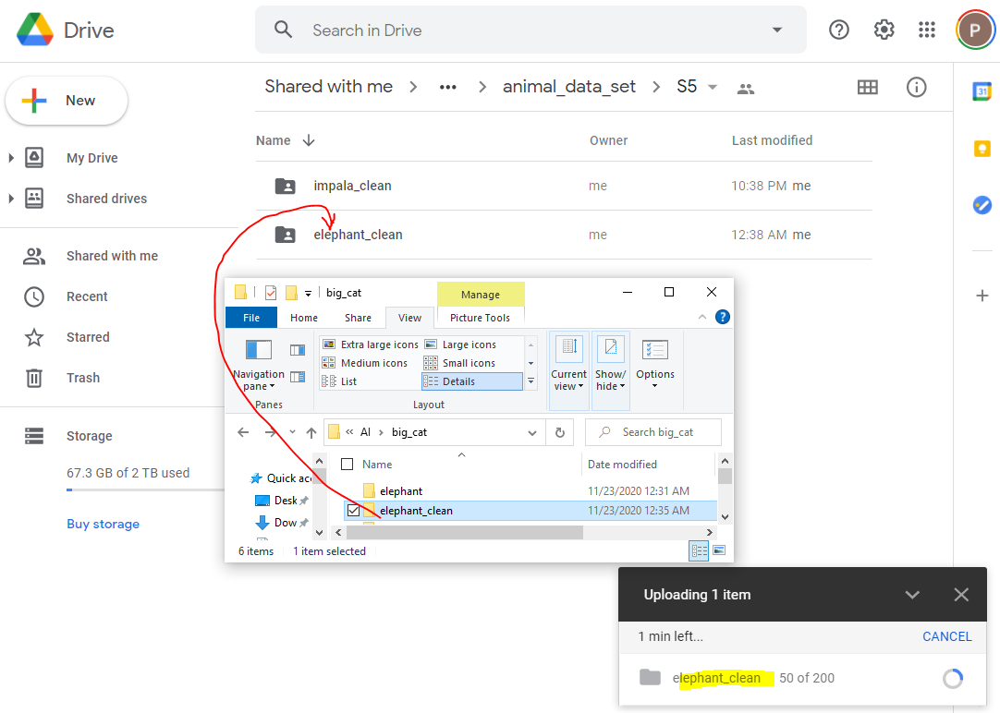 Drive
Search in Drive
P
New
Shared with me > ••• > animal_data_set > S5
31
My Drive
Shared drives
Shared with me
Recent
Starred
Trash
Storage
67.3 GB of 2 TB used
Buy storage
Name Owner Last modified
impala_clean me 10:38 PM me
elephant_clean me 12:38 AM me
big_cat Manage
File Home Share View Picture Tools
Navigation pane
Panes
Extra large icons Large icons
Medium icons Small icons
List Details
Layout
Current view
Show/ hide
Options
« AI > big_cat
Search big_cat
Name Date modified
Quick ac
Desk
Dow
elephant 11/23/2020 12:31 AM
elephant_clean 11/23/2020 12:35 AM
6 items 1 item selected
Uploading 1 item
1 min left... CANCEL
elephant_clean 50 of 200